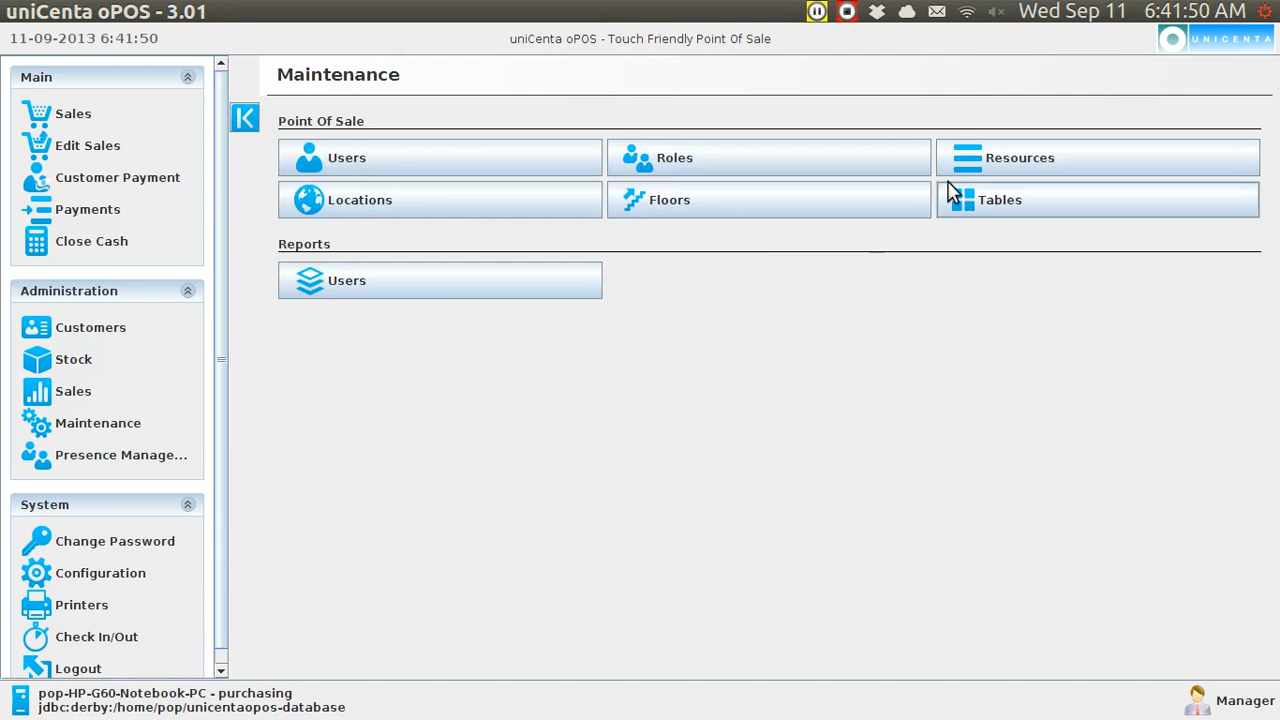 uniCenta oPOS - 3.01
Wed Sep 11 6:41:50 AM
11-09-2013 6:41:50
uniCenta oPOS - Touch Friendly Point Of Sale
UNICENTA
Main
Sales
Edit Sales
Customer Payment
Payments
Close Cash
Administration
Customers
Stock
Sales
Maintenance
Presence Manage...
System
Change Password
Configuration
Printers
Check In/Out
Logout
Maintenance
Point Of Sale
Users
Roles
Resources
Locations
Floors
Tables
Reports
Users
pop-HP-G60-Notebook-PC - purchasing
jdbc:derby:/home/pop/unicentaopos-database
Manager